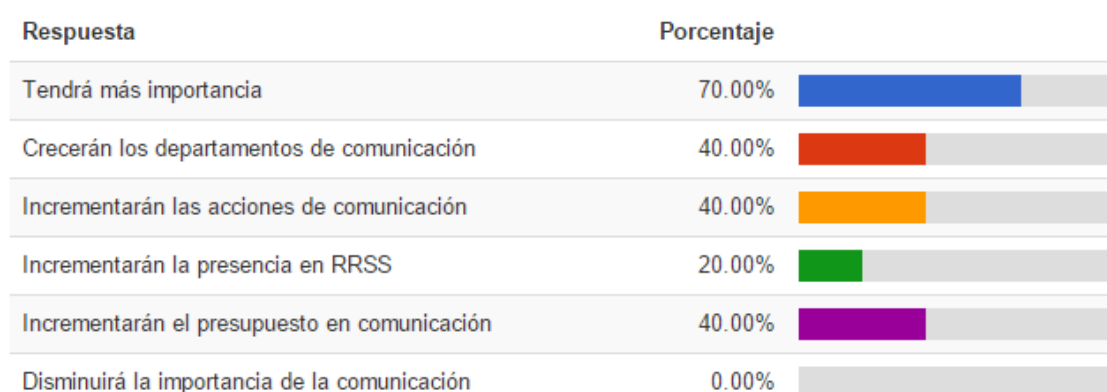 Respuesta Porcentaje
Tendrá más importancia 70.00%
Crecerán los departamentos de comunicación 40.00%
Incrementarán las acciones de comunicación 40.00%
Incrementarán la presencia en RRSS 20.00%
Incrementarán el presupuesto en comunicación 40.00%
Disminuirá la importancia de la comunicación 0.00%